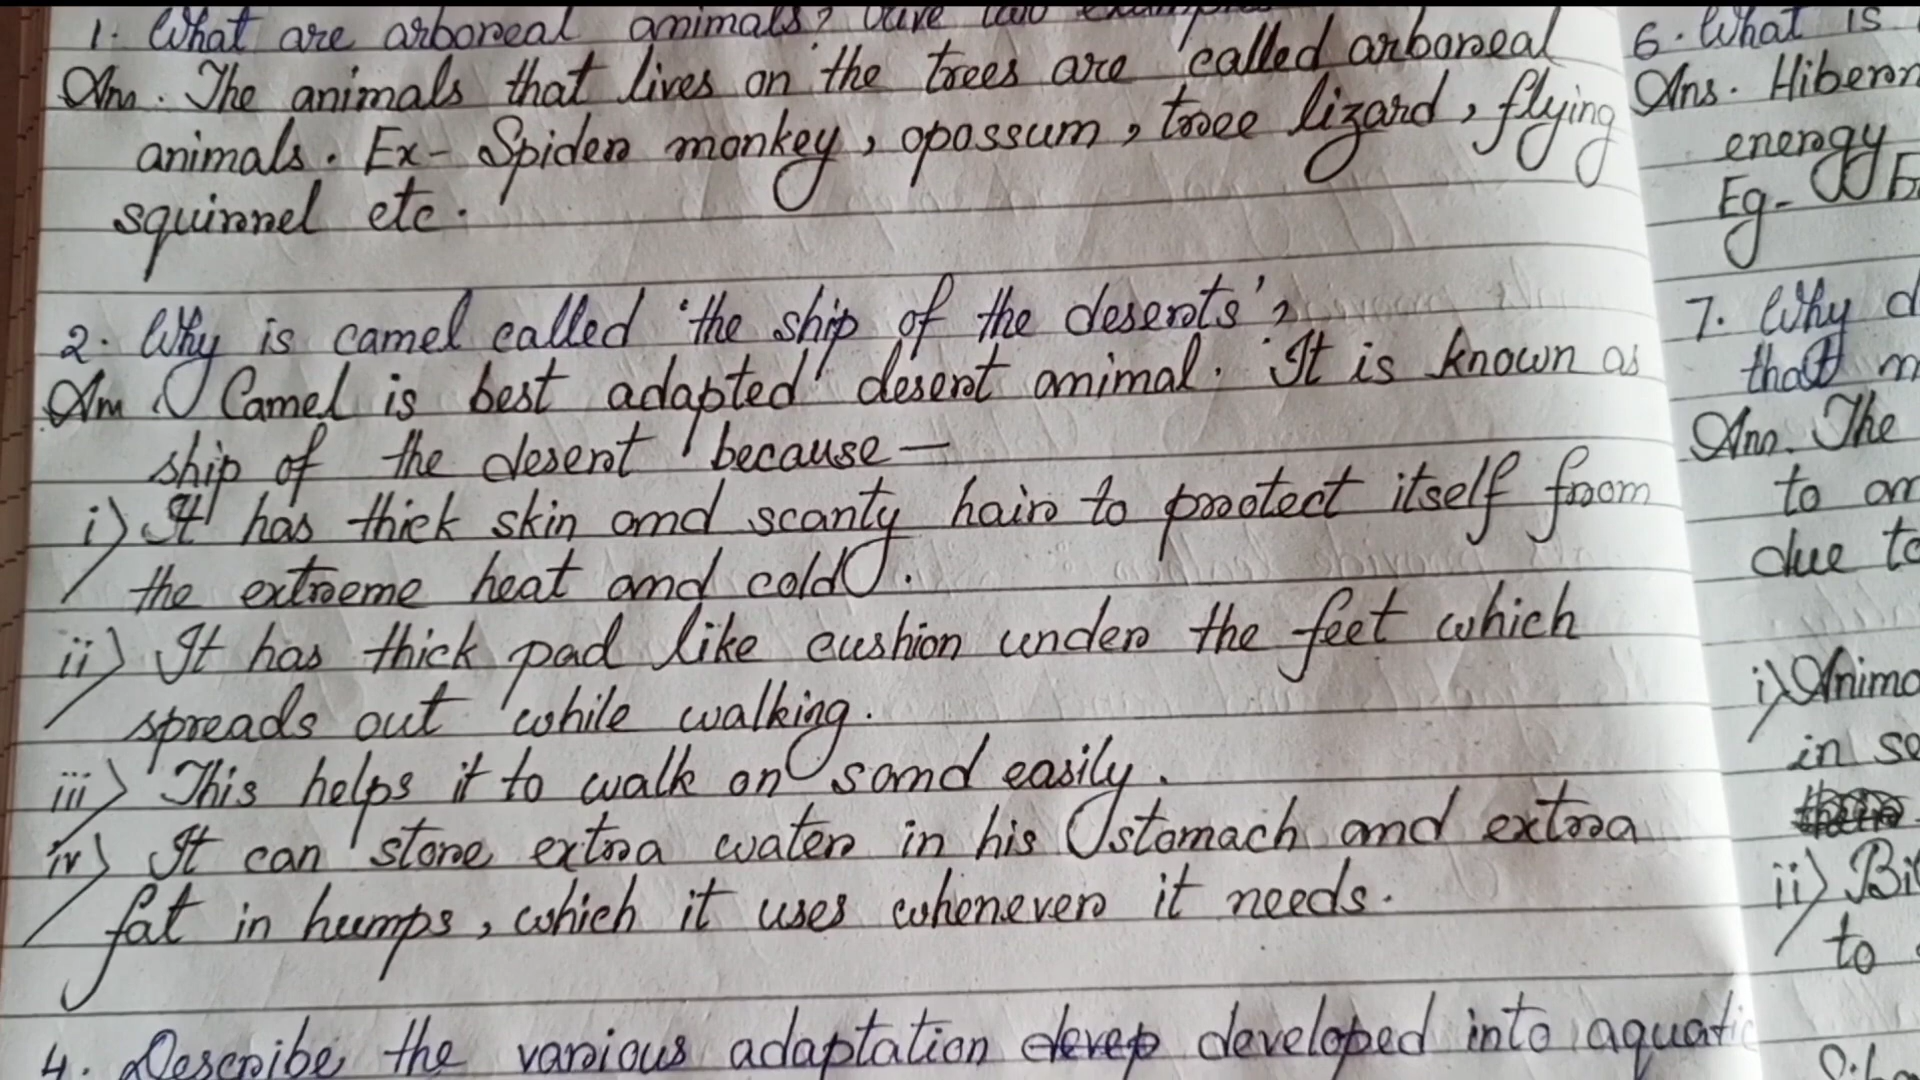 1. What are arboreal animals? Give two examples
Ans. The animals that lives on the trees are called arboreal
animals. Ex- Spider monkey, opossum, tree lizard, flying
squirrel etc.
2. Why is camel called 'the ship of the deserts'?
Ans Camel is best adapted desert animal. It is known as
ship of the desert because—
i) It has thick skin and scanty hair to protect itself from
the extreme heat and cold.
ii) It has thick pad like cushion under the feet which
spreads out while walking.
iii) This helps it to walk on sand easily.
iv) It can store extra water in his stomach and extra
fat in humps, which it uses whenever it needs.
4. Describe the various adaptation develp developed into aquatic
6. What is
Ans. Hibern
energy
Eg-
7. Why d
that m
Ans. The
to an
due to
i) Anima
in se
ii) Bi
to